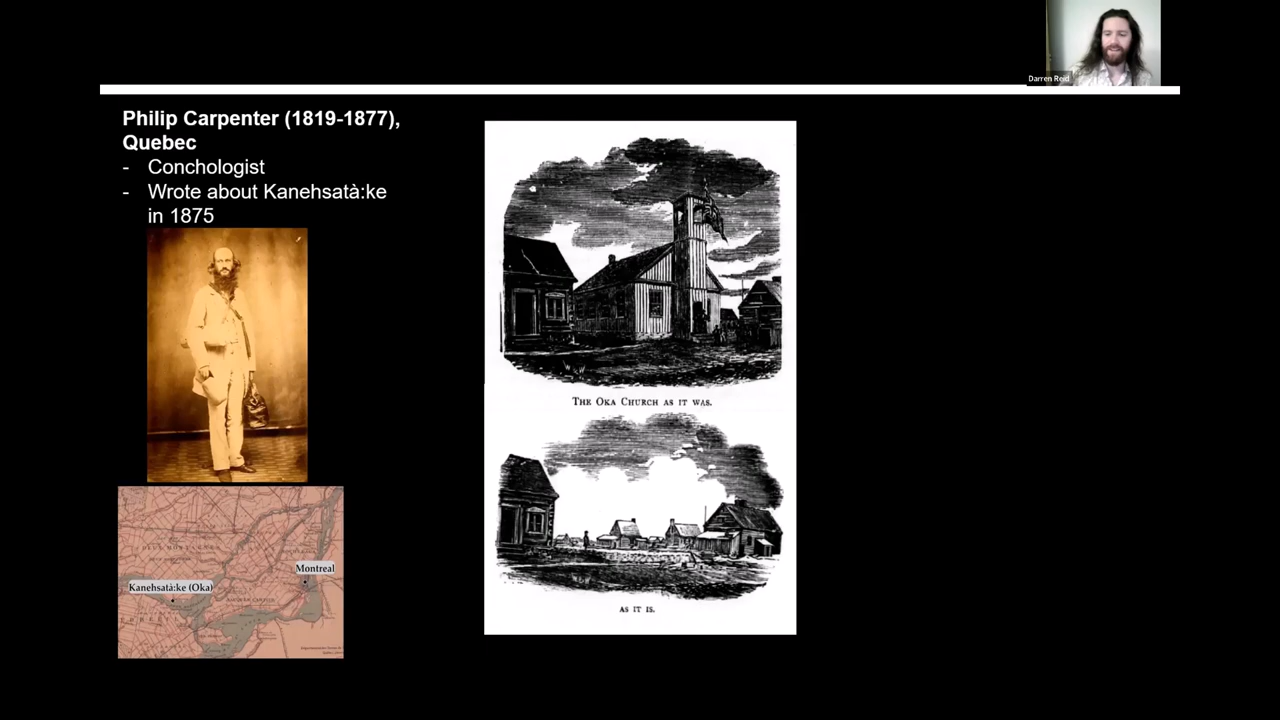 Darren Reid
Philip Carpenter (1819-1877),
Quebec
- Conchologist
- Wrote about Kanehsatà:ke
in 1875
THE OKA CHURCH AS IT WAS.
AS IT IS.
Montreal
Kanehsatà:ke (Oka)